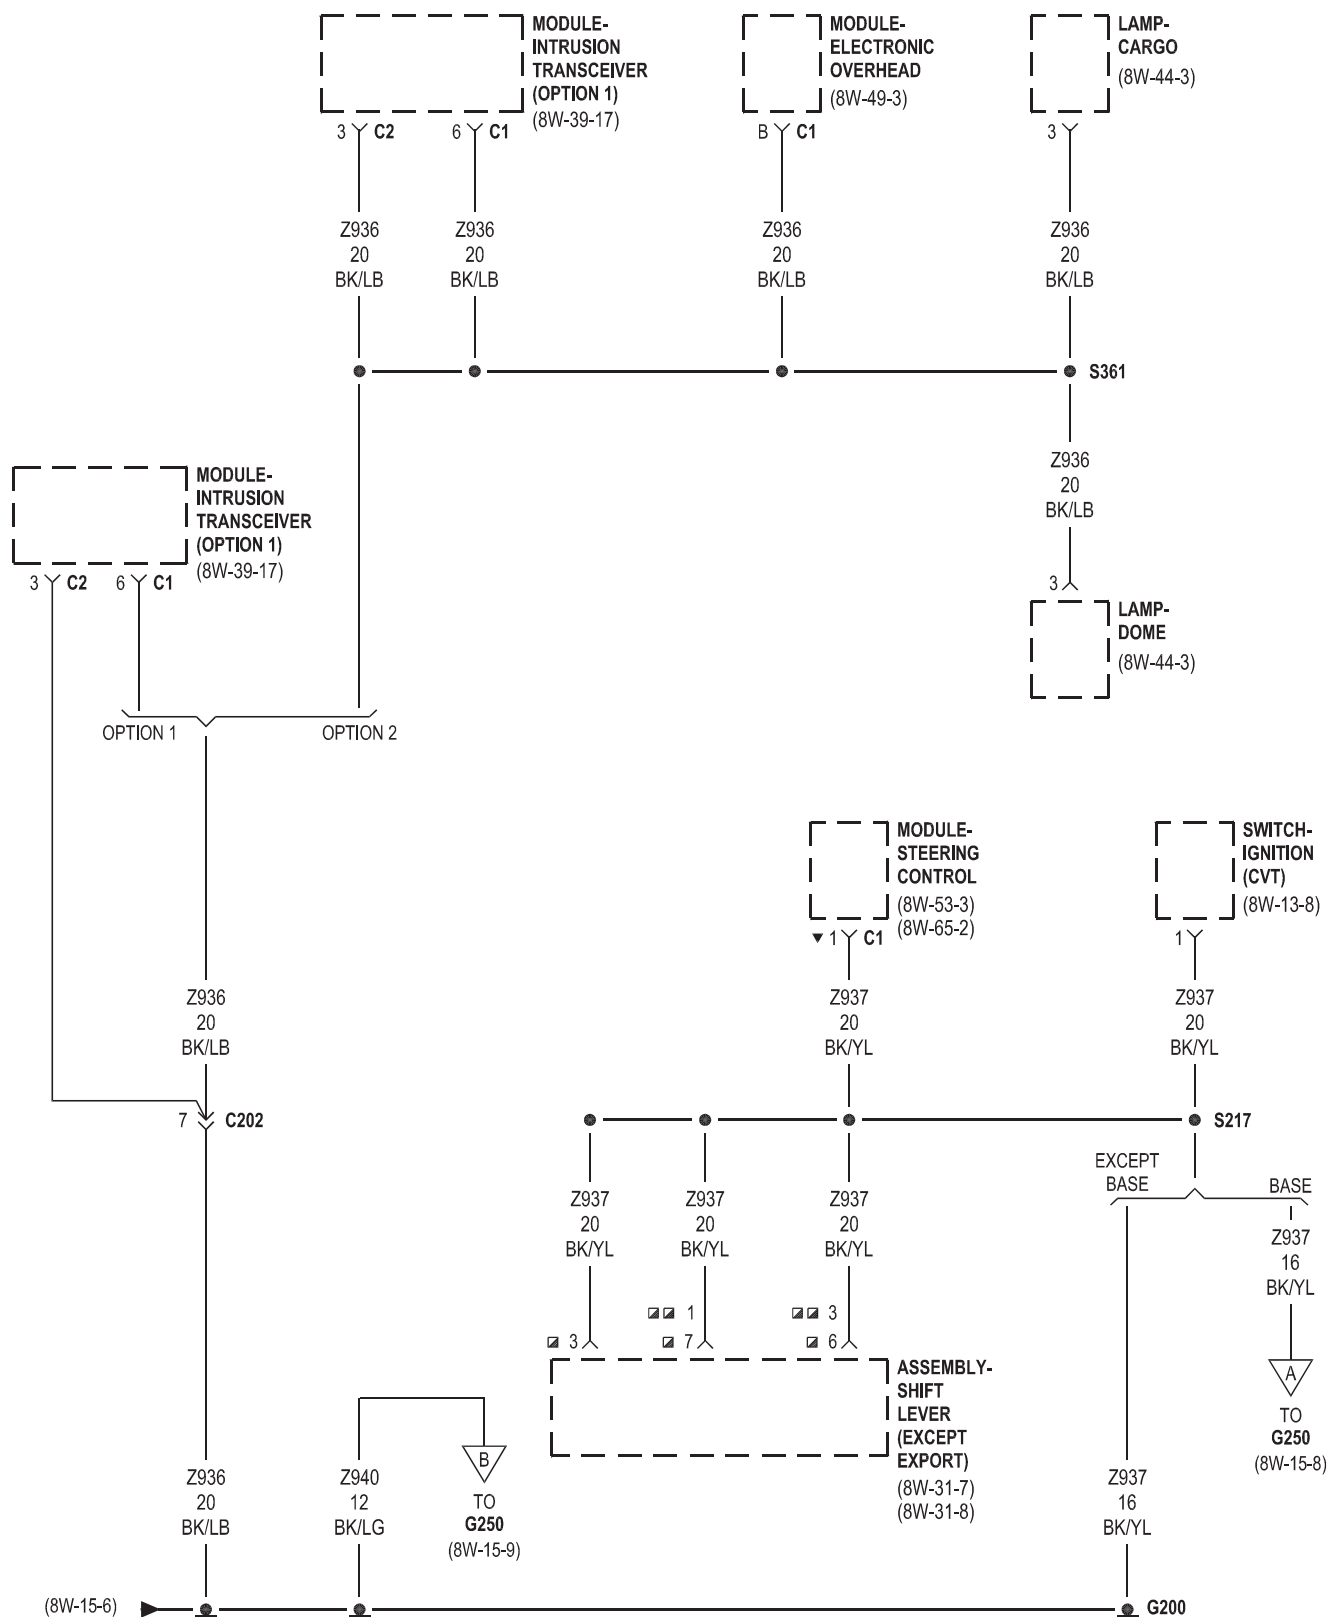 MODULE-
INTRUSION
TRANSCEIVER
(OPTION 1)
(8W-39-17)
MODULE-
ELECTRONIC
OVERHEAD
(8W-49-3)
LAMP-
CARGO
(8W-44-3)
3 C2
6 C1
B C1
3
Z936
20
BK/LB
Z936
20
BK/LB
Z936
20
BK/LB
Z936
20
BK/LB
S361
Z936
20
BK/LB
MODULE-
INTRUSION
TRANSCEIVER
(OPTION 1)
(8W-39-17)
3 C2
6 C1
3
LAMP-
DOME
(8W-44-3)
OPTION 1
OPTION 2
MODULE-
STEERING
CONTROL
(8W-53-3)
(8W-65-2)
SWITCH-
IGNITION
(CVT)
(8W-13-8)
1 C1
1
Z936
20
BK/LB
Z937
20
BK/YL
Z937
20
BK/YL
7 C202
S217
EXCEPT
BASE
BASE
Z937
20
BK/YL
Z937
20
BK/YL
Z937
20
BK/YL
Z937
16
BK/YL
1
3
3
7
6
ASSEMBLY-
SHIFT
LEVER
(EXCEPT
EXPORT)
(8W-31-7)
(8W-31-8)
A
TO
G250
(8W-15-8)
B
TO
G250
(8W-15-9)
Z936
20
BK/LB
Z940
12
BK/LG
Z937
16
BK/YL
(8W-15-6)
G200